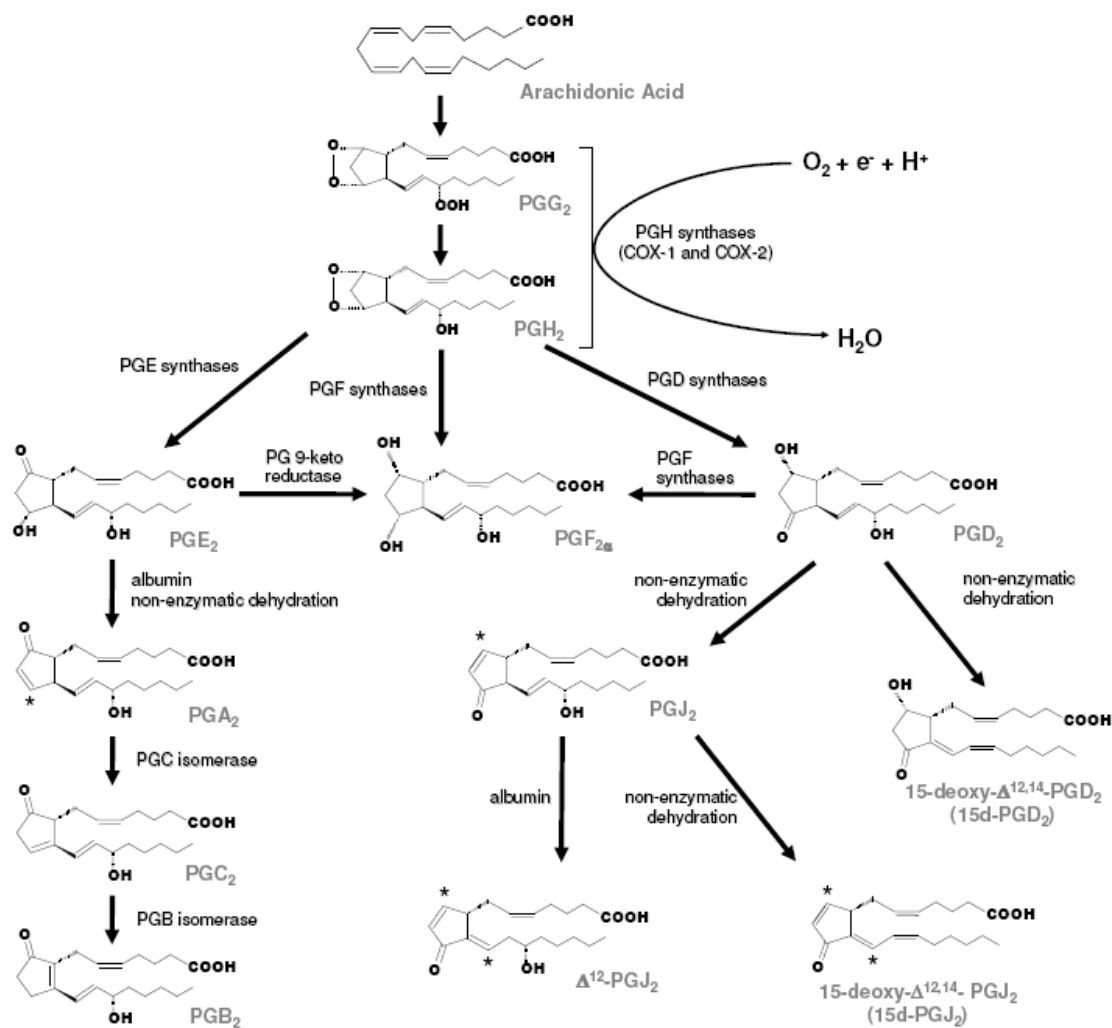 COOH
Arachidonic Acid
O
O
COOH
OOH
PGG2
O2 + e- + H+
PGH synthases
(COX-1 and COX-2)
O
O
COOH
OH
PGH2
H2O
PGE synthases
PGF synthases
PGD synthases
O
COOH
OH
OH
PGE2
PG 9-keto
reductase
OH
COOH
OH
OH
PGF2α
PGF
synthases
OH
COOH
O
OH
PGD2
albumin
non-enzymatic dehydration
non-enzymatic
dehydration
non-enzymatic
dehydration
O
COOH
*
OH
PGA2
*
COOH
O
OH
PGJ2
OH
COOH
O
15-deoxy-Δ12,14-PGD2
(15d-PGD2)
PGC isomerase
albumin
non-enzymatic
dehydration
O
COOH
OH
PGC2
PGB isomerase
O
COOH
OH
PGB2
*
COOH
O
*
OH
Δ12-PGJ2
*
COOH
O
*
15-deoxy-Δ12,14- PGJ2
(15d-PGJ2)